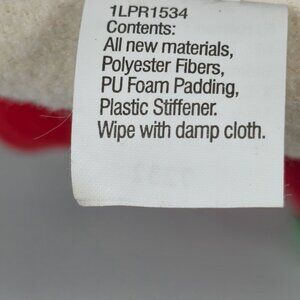 1LPR1534
Contents:
All new materials,
Polyester Fibers,
PU Foam Padding,
Plastic Stiffener.
Wipe with damp cloth.